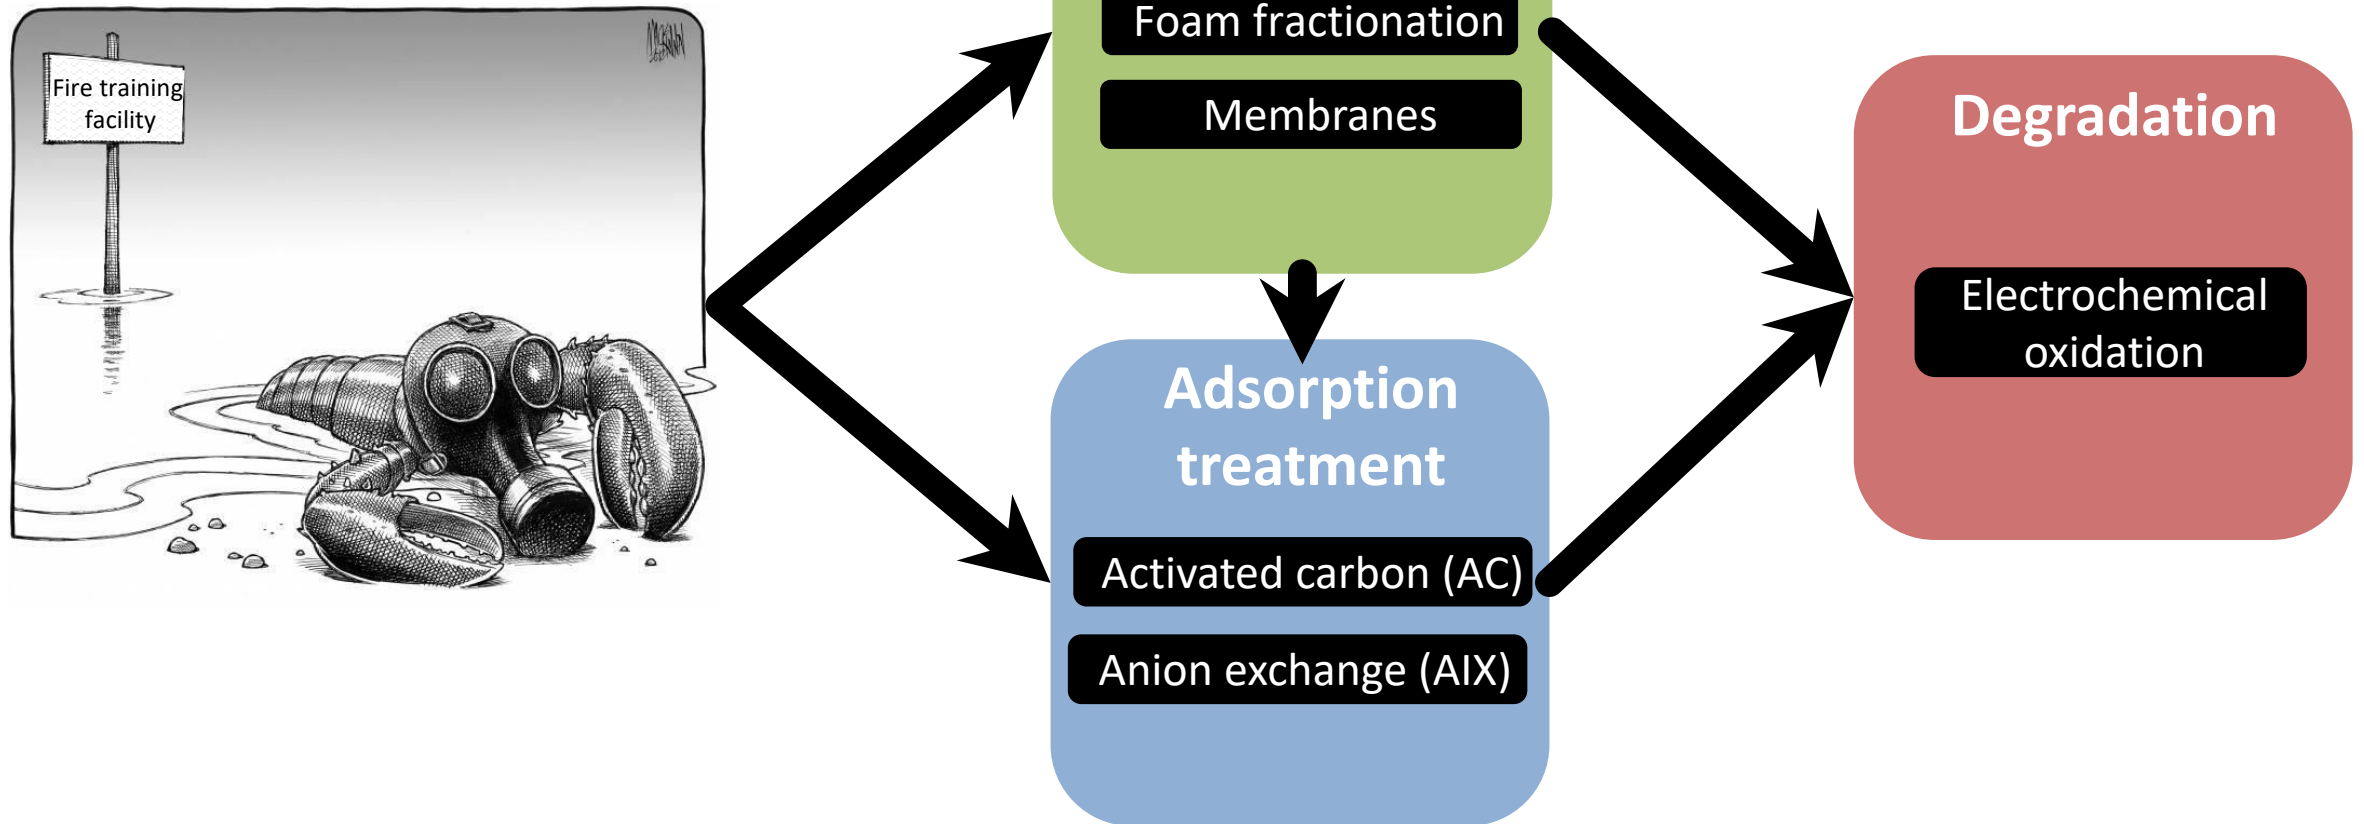 Fire training
facility
Foam fractionation
Membranes
Adsorption
treatment
Activated carbon (AC)
Anion exchange (AIX)
Degradation
Electrochemical
oxidation